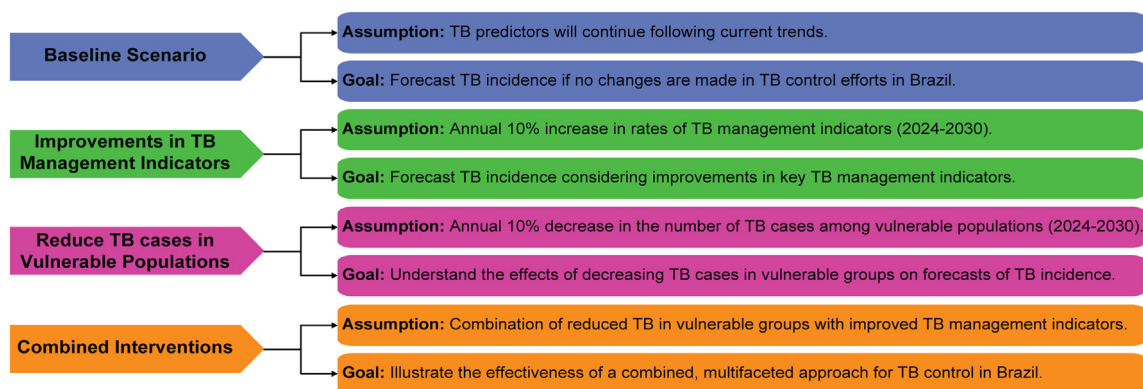 Baseline Scenario
Assumption: TB predictors will continue following current trends.
Goal: Forecast TB incidence if no changes are made in TB control efforts in Brazil.
Improvements in TB
Management Indicators
Assumption: Annual 10% increase in rates of TB management indicators (2024-2030).
Goal: Forecast TB incidence considering improvements in key TB management indicators.
Reduce TB cases in
Vulnerable Populations
Assumption: Annual 10% decrease in the number of TB cases among vulnerable populations (2024-2030).
Goal: Understand the effects of decreasing TB cases in vulnerable groups on forecasts of TB incidence.
Combined Interventions
Assumption: Combination of reduced TB in vulnerable groups with improved TB management indicators.
Goal: Illustrate the effectiveness of a combined, multifaceted approach for TB control in Brazil.